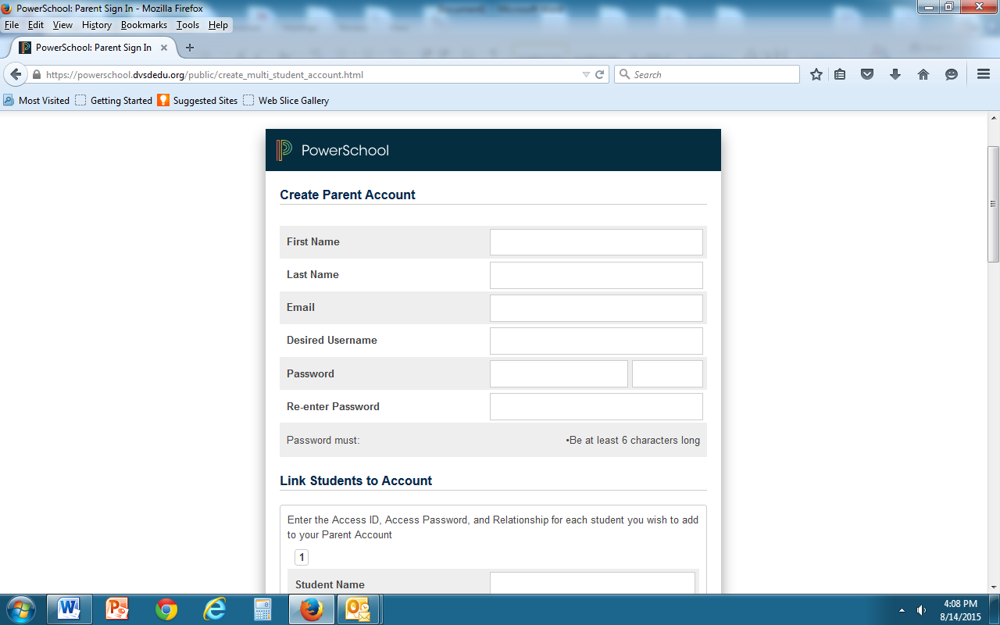 PowerSchool: Parent Sign In - Mozilla Firefox
File Edit View History Bookmarks Tools Help
PowerSchool: Parent Sign In
https://powerschool.dvsdedu.org/public/create_multi_student_account.html
Search
Most Visited Getting Started Suggested Sites Web Slice Gallery
PowerSchool
Create Parent Account
First Name
Last Name
Email
Desired Username
Password
Re-enter Password
Password must: •Be at least 6 characters long
Link Students to Account
Enter the Access ID, Access Password, and Relationship for each student you wish to add
to your Parent Account
1
Student Name
4:08 PM
8/14/2015